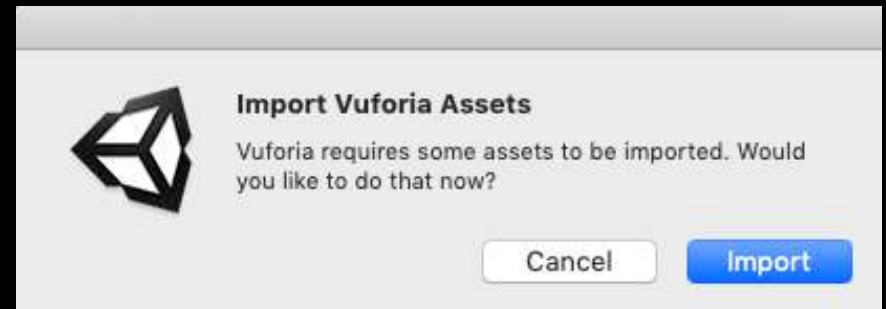 Import Vuforia Assets
Vuforia requires some assets to be imported. Would
you like to do that now?
Cancel
Import